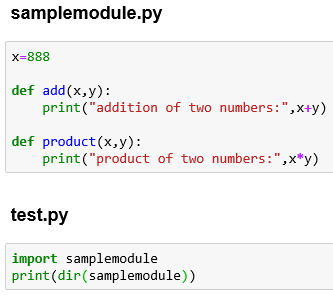 samplemodule.py
x=888
def add(x,y):
    print("addition of two numbers:",x+y)
def product(x,y):
    print("product of two numbers:",x*y)
test.py
import samplemodule
print(dir(samplemodule))